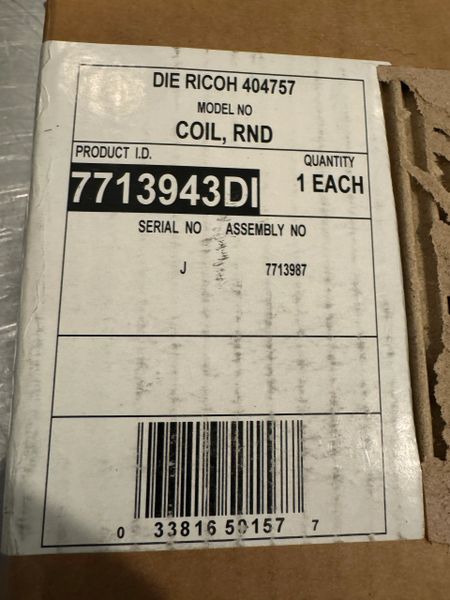 DIE RICOH 404757
MODEL NO
COIL, RND
PRODUCT I.D.
QUANTITY
7713943DI
1 EACH
SERIAL NO ASSEMBLY NO
J 7713987
0 33816 50157 7